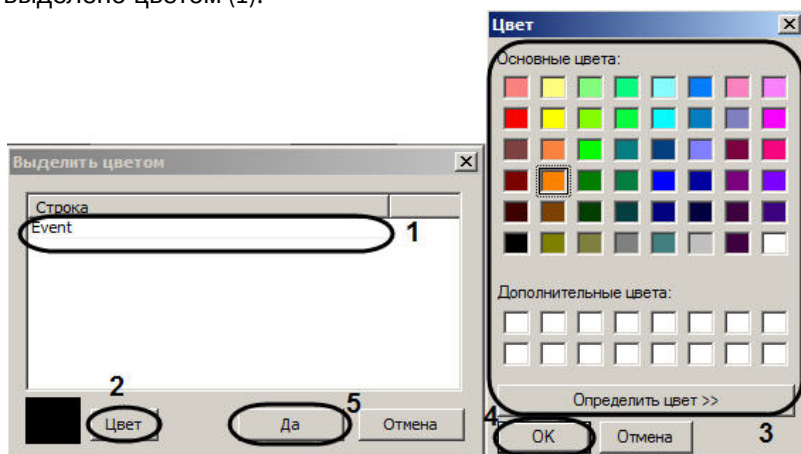 выделено цветом (1).
Выделить цветом
Строка
Event
1
2
Цвет
5
Да
Отмена
Цвет
Основные цвета:
Дополнительные цвета:
Определить цвет >>
4
OK
Отмена
3